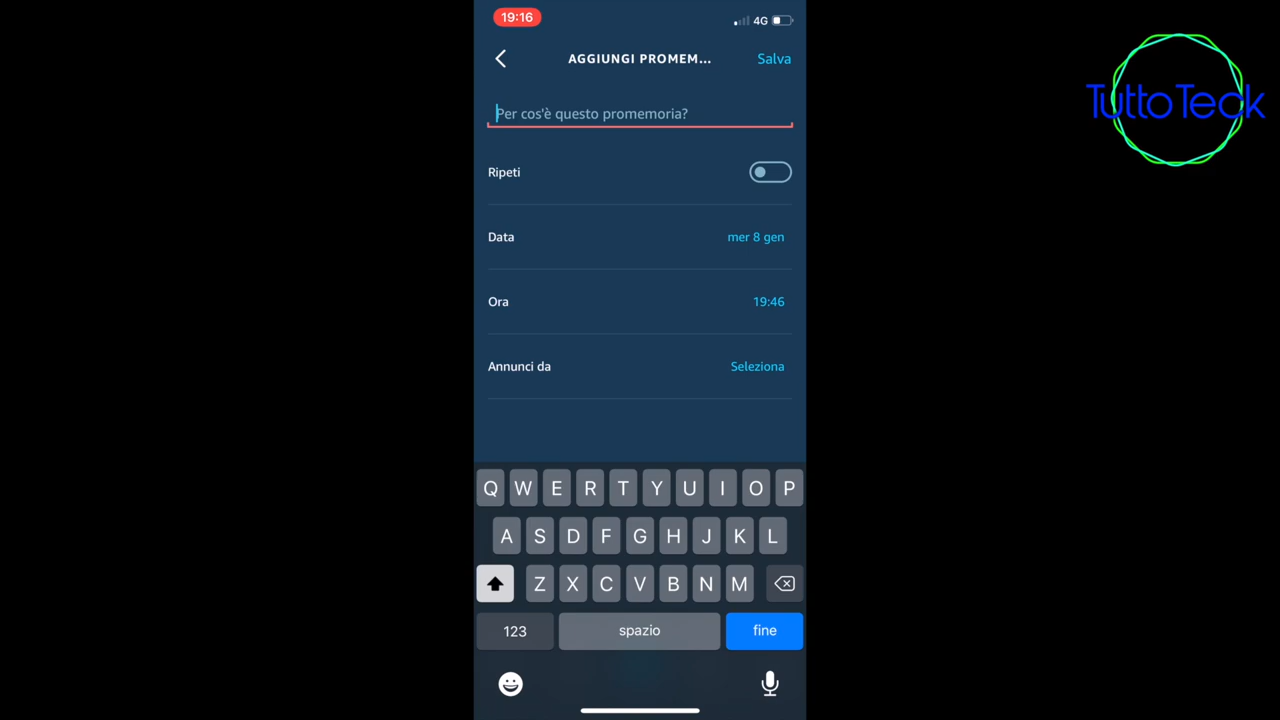 19:16
4G
AGGIUNGI PROMEM...
Salva
TuttoTeck
Per cos'è questo promemoria?
Ripeti
Data
mer 8 gen
Ora
19:46
Annunci da
Seleziona
Q W E R T Y U I O P
A S D F G H J K L
Z X C V B N M
123
spazio
fine